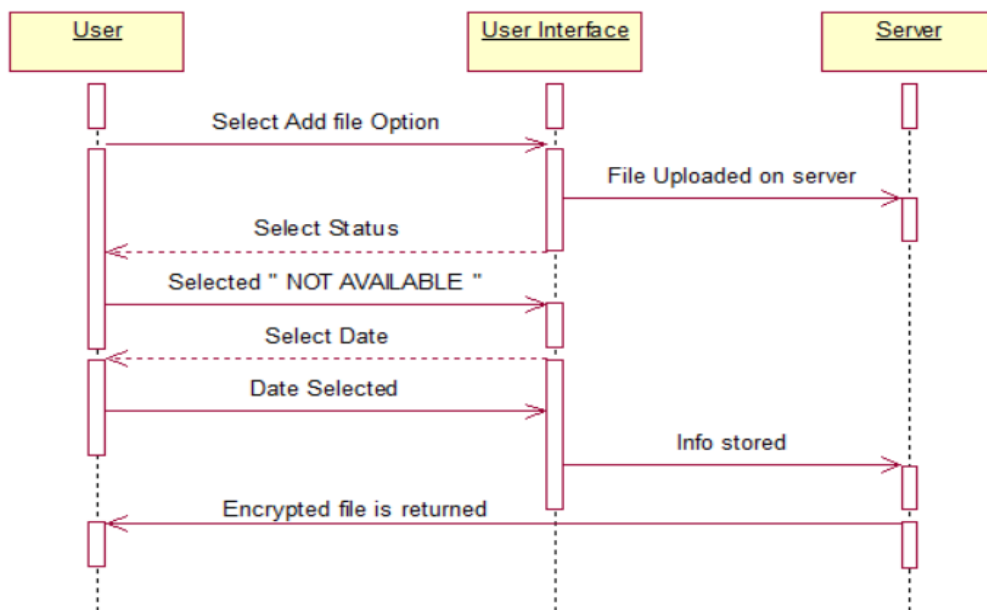 User
User Interface
Server
Select Add file Option
File Uploaded on server
Select Status
Selected " NOT AVAILABLE "
Select Date
Date Selected
Info stored
Encrypted file is returned